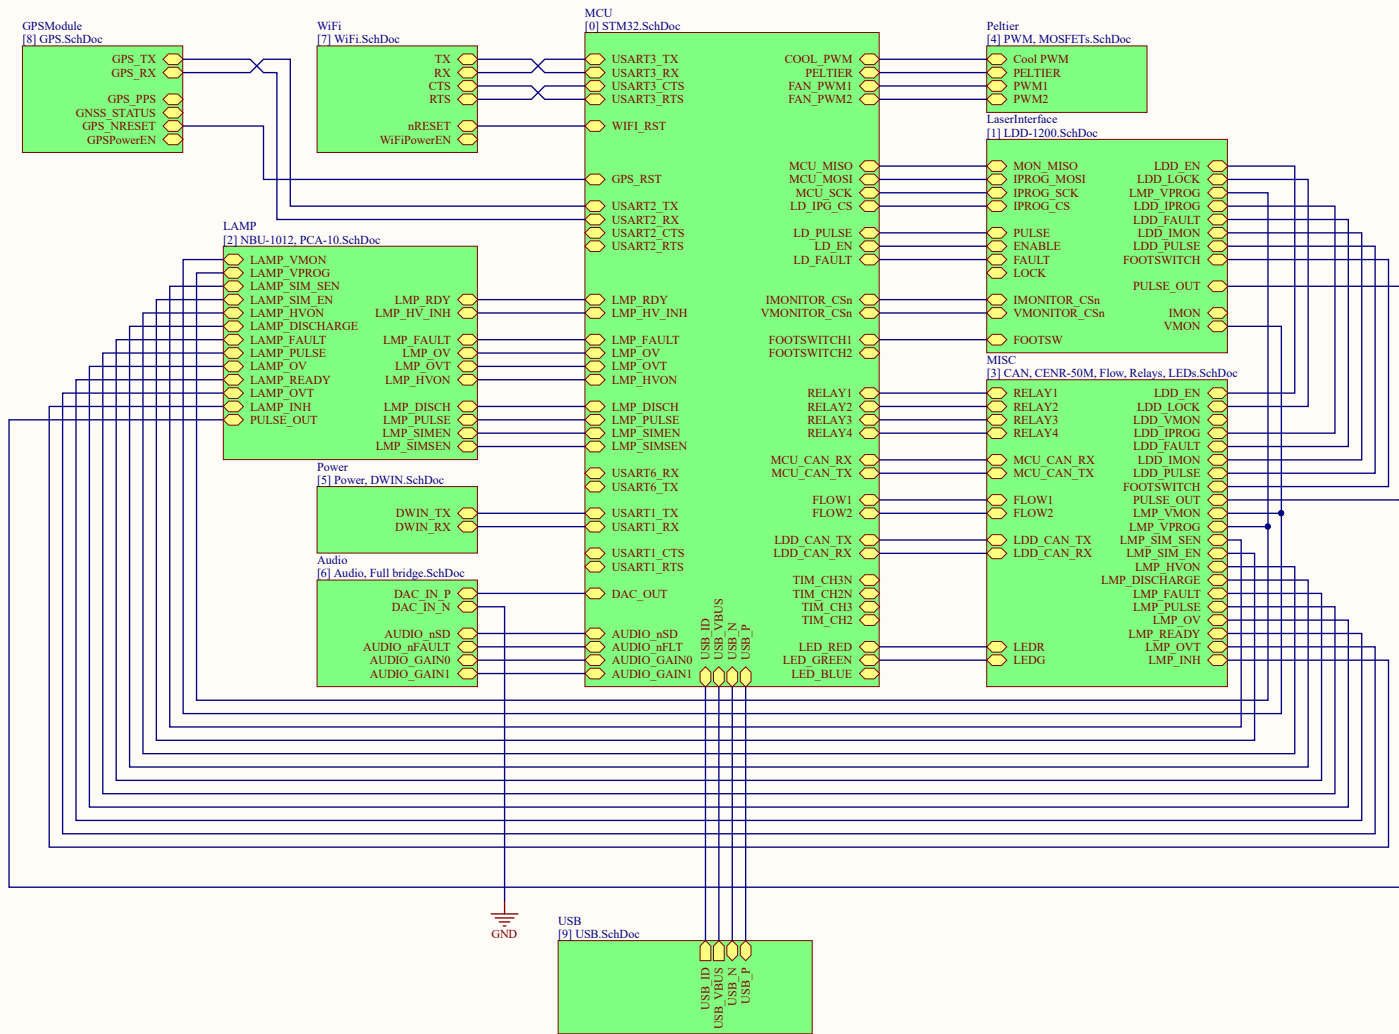 GPSModule
[8] GPS.SchDoc
GPS_TX
GPS_RX
GPS_PPS
GNSS_STATUS
GPS_NRESET
GPSPowerEN
WiFi
[7] WiFi.SchDoc
TX
RX
CTS
RTS
nRESET
WiFiPowerEN
LAMP
[2] NBU-1012, PCA-10.SchDoc
LAMP_VMON
LAMP_VPROG
LAMP_SIM_SEN
LAMP_SIM_EN
LAMP_HVON
LAMP_DISCHARGE
LAMP_FAULT
LAMP_PULSE
LAMP_OV
LAMP_READY
LAMP_OVT
LAMP_INH
PULSE_OUT
LMP_RDY
LMP_HV_INH
LMP_FAULT
LMP_OV
LMP_OVT
LMP_HVON
LMP_DISCH
LMP_PULSE
LMP_SIMEN
LMP_SIMSEN
Power
[5] Power, DWIN.SchDoc
DWIN_TX
DWIN_RX
Audio
[6] Audio, Full bridge.SchDoc
DAC_IN_P
DAC_IN_N
AUDIO_nSD
AUDIO_nFAULT
AUDIO_GAIN0
AUDIO_GAIN1
GND
MCU
[0] STM32.SchDoc
USART3_TX
USART3_RX
USART3_CTS
USART3_RTS
WIFI_RST
GPS_RST
USART2_TX
USART2_RX
USART2_CTS
USART2_RTS
LMP_RDY
LMP_HV_INH
LMP_FAULT
LMP_OV
LMP_OVT
LMP_HVON
LMP_DISCH
LMP_PULSE
LMP_SIMEN
LMP_SIMSEN
USART6_RX
USART6_TX
USART1_TX
USART1_RX
USART1_CTS
USART1_RTS
DAC_OUT
AUDIO_nSD
AUDIO_nFLT
AUDIO_GAIN0
AUDIO_GAIN1
COOL_PWM
PELTIER
FAN_PWM1
FAN_PWM2
MCU_MISO
MCU_MOSI
MCU_SCK
LD_IPG_CS
LD_PULSE
LD_EN
LD_FAULT
IMONITOR_CSn
VMONITOR_CSn
FOOTSWITCH1
FOOTSWITCH2
RELAY1
RELAY2
RELAY3
RELAY4
MCU_CAN_RX
MCU_CAN_TX
FLOW1
FLOW2
LDD_CAN_TX
LDD_CAN_RX
TIM_CH3N
TIM_CH2N
TIM_CH3
TIM_CH2
LED_RED
LED_GREEN
LED_BLUE
USB_ID
USB_VBUS
USB_N
USB_P
Peltier
[4] PWM, MOSFETs.SchDoc
Cool PWM
PELTIER
PWM1
PWM2
LaserInterface
[1] LDD-1200.SchDoc
MON_MISO
IPROG_MOSI
IPROG_SCK
IPROG_CS
PULSE
ENABLE
FAULT
LOCK
IMONITOR_CSn
VMONITOR_CSn
FOOTSW
LDD_EN
LDD_LOCK
LMP_VPROG
LDD_IPROG
LDD_FAULT
LDD_IMON
LDD_PULSE
FOOTSWITCH
PULSE_OUT
IMON
VMON
MISC
[3] CAN, CENR-50M, Flow, Relays, LEDs.SchDoc
RELAY1
RELAY2
RELAY3
RELAY4
MCU_CAN_RX
MCU_CAN_TX
FLOW1
FLOW2
LDD_CAN_TX
LDD_CAN_RX
LEDR
LEDG
LDD_EN
LDD_LOCK
LDD_VMON
LDD_IPROG
LDD_FAULT
LDD_IMON
LDD_PULSE
FOOTSWITCH
PULSE_OUT
LMP_VMON
LMP_VPROG
LMP_SIM_SEN
LMP_SIM_EN
LMP_HVON
LMP_DISCHARGE
LMP_FAULT
LMP_PULSE
LMP_OV
LMP_READY
LMP_OVT
LMP_INH
USB
[9] USB.SchDoc
USB_ID
USB_VBUS
USB_N
USB_P